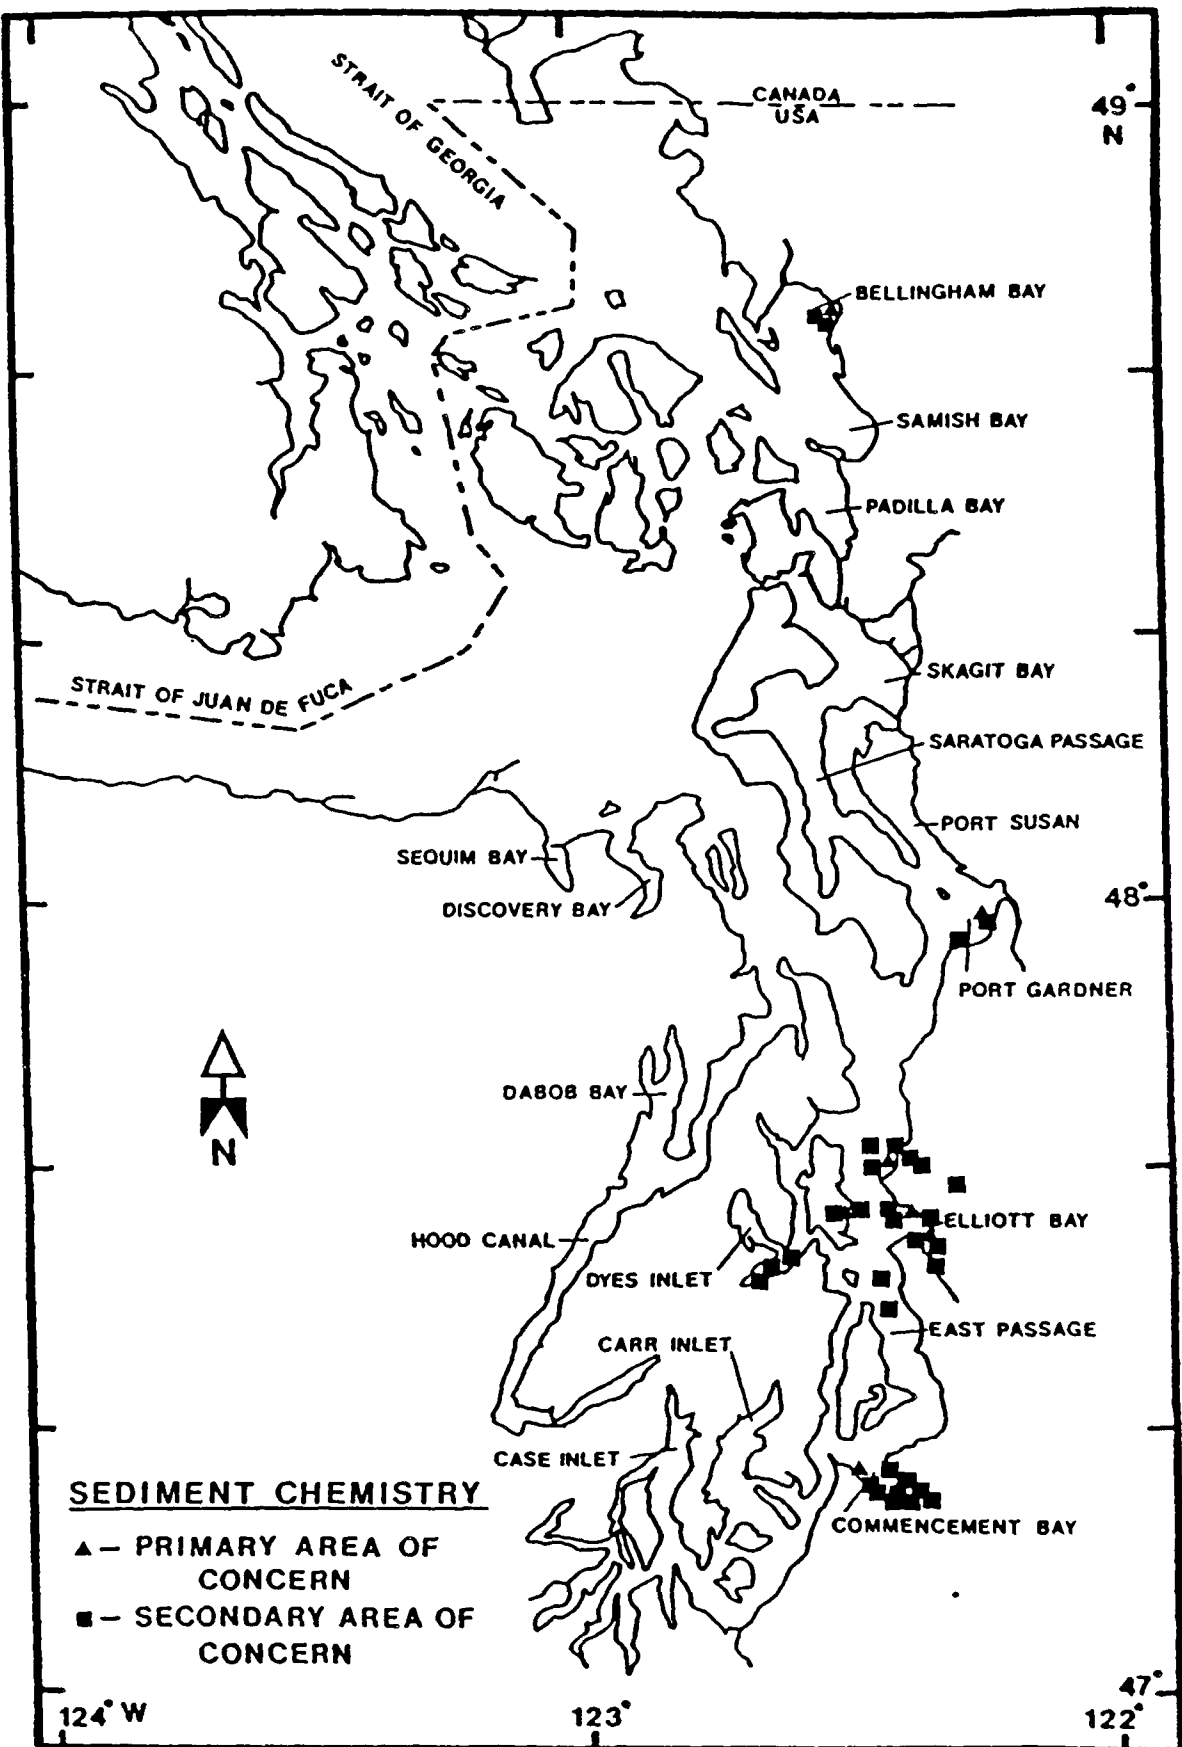 STRAIT OF GEORGIA
CANADA
USA
49°
N
BELLINGHAM BAY
SAMISH BAY
PADILLA BAY
SKAGIT BAY
STRAIT OF JUAN DE FUCA
SARATOGA PASSAGE
PORT SUSAN
SEQUIM BAY
DISCOVERY BAY
48°
PORT GARDNER
DABOB BAY
N
ELLIOTT BAY
HOOD CANAL
DYES INLET
EAST PASSAGE
CARR INLET
CASE INLET
SEDIMENT CHEMISTRY
COMMENCEMENT BAY
▲ – PRIMARY AREA OF
CONCERN
■ – SECONDARY AREA OF
CONCERN
47°
124° W
123°
122°